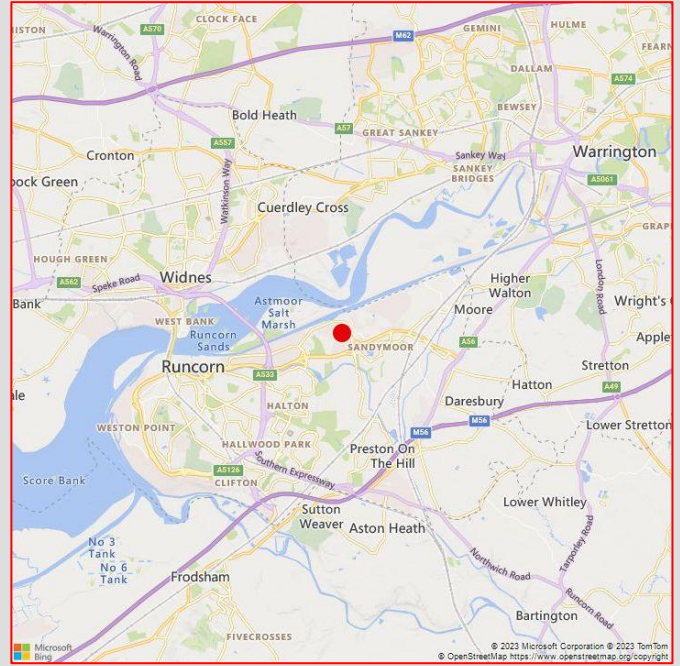 CLOCK FACE
GEMINI
HULME
ISTON
A570
M62
FEARN
Warrington Road
DALLAM
A574
BEWSEY
Bold Heath
A57
GREAT SANKEY
A557
Sankey Way
Warrington
Cronton
SANKEY
BRIDGES
A5061
ock Green
Watkinson Way
Cuerdley Cross
GRAP
HOUGH GREEN
A562
Speke Road
Widnes
Higher
Walton
London Road
Bank
Astmoor
Salt
Marsh
Moore
Wright's
WEST BANK
Runcorn
Sands
A56
Apple
SANDYMOOR
Runcorn
A533
Stretton
Hatton
A49
le
HALTON
Daresbury
M56
WESTON POINT
M56
Lower Stretton
HALLWOOD PARK
Preston On
The Hill
A5126
Southern Expressway
Score Bank
CLIFTON
Sutton
Weaver
Lower Whitley
Aston Heath
No 3
Tank
No 6
Tank
Tarporley Road
Northwich Road
Frodsham
Runcorn Road
Bartington
FIVECROSSES
Microsoft
Bing
© 2023 Microsoft Corporation © 2023 TomTom
© OpenStreetMap https://www.openstreetmap.org/copyright